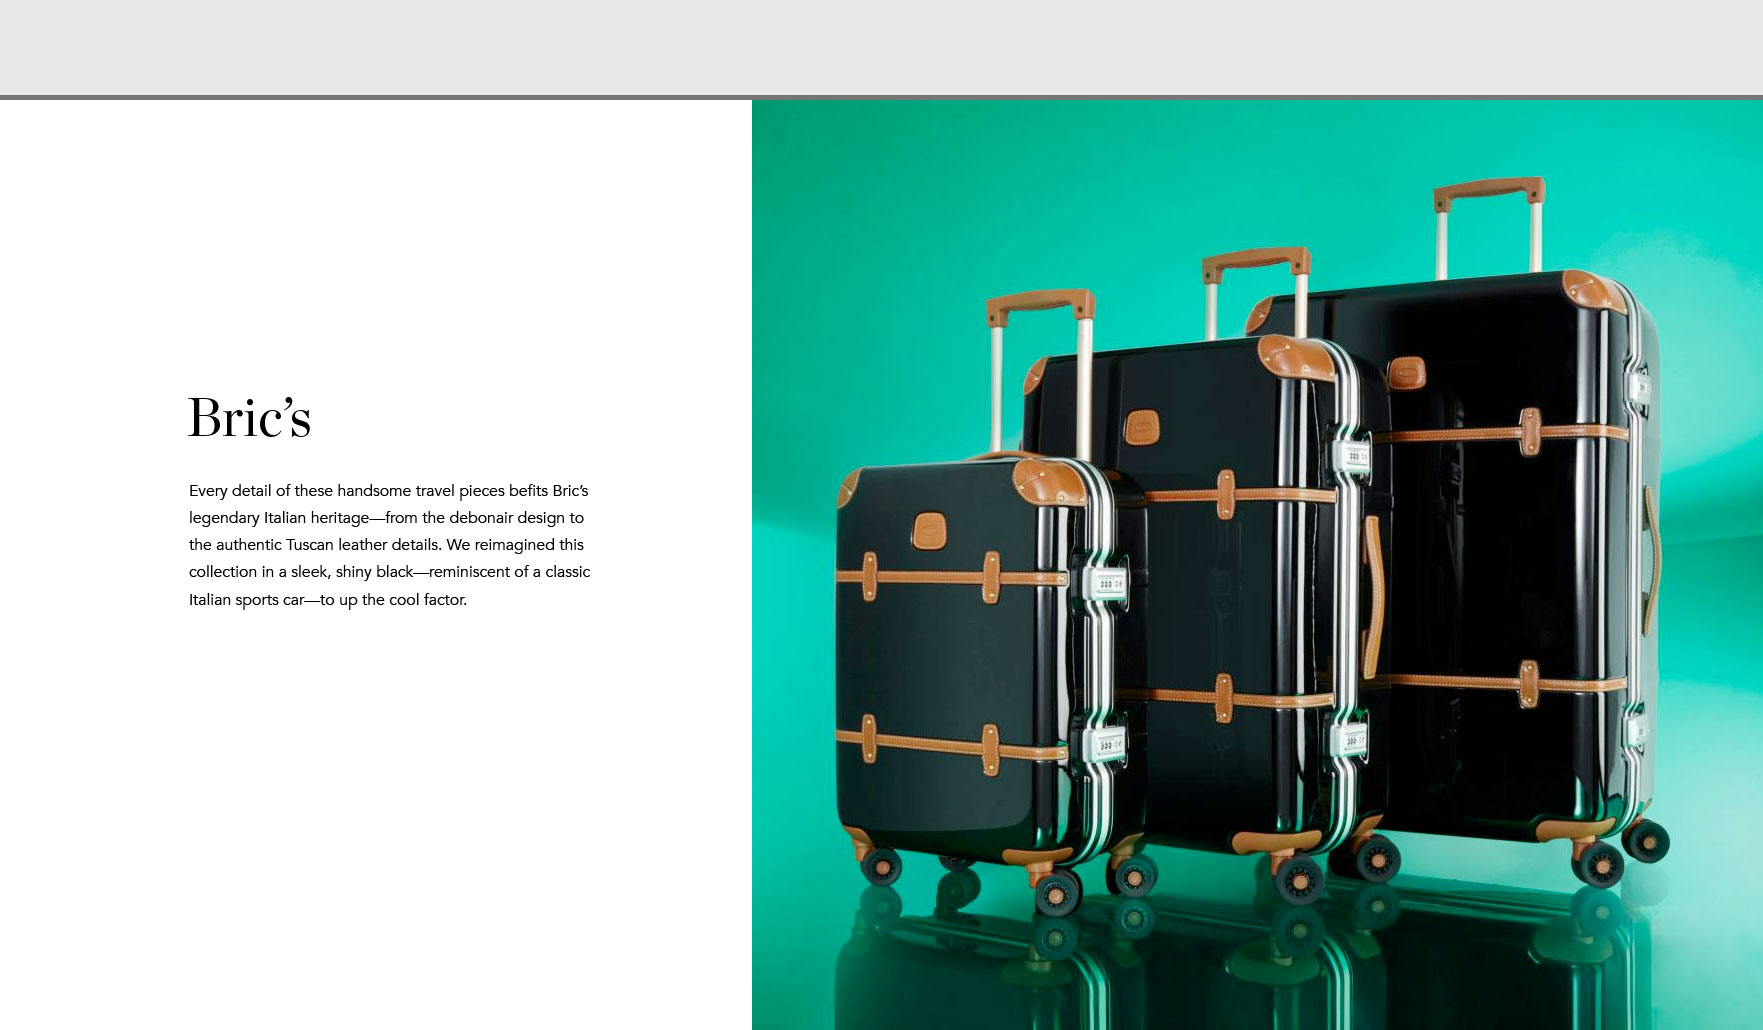 Bric’s
Every detail of these handsome travel pieces befits Bric’s
legendary Italian heritage—from the debonair design to
the authentic Tuscan leather details. We reimagined this
collection in a sleek, shiny black—reminiscent of a classic
Italian sports car—to up the cool factor.